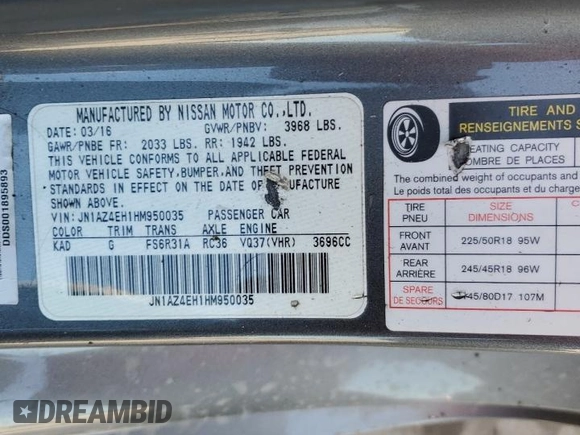 MANUFACTURED BY NISSAN MOTOR CO.,LTD.
DATE: 03/16 GVWR/PNBV: 3968 LBS.
GAWR/PNBE FR: 2033 LBS. RR: 1942 LBS.
THIS VEHICLE CONFORMS TO ALL APPLICABLE FEDERAL
MOTOR VEHICLE SAFETY, BUMPER, AND THEFT PREVENTION
STANDARDS IN EFFECT ON THE DATE OF MANUFACTURE
SHOWN ABOVE.
VIN: JN1AZ4EH1HM950035 PASSENGER CAR
COLOR TRIM TRANS AXLE ENGINE
KAD G FS6R31A RC36 VQ37(VHR) 3696CC
JN1AZ4EH1HM950035
DDS001895893
TIRE AND
RENSEIGNEMENTS S
SEATING CAPACITY
NOMBRE DE PLACES
The combined weight of occupants and
Le poids total des occupants et du charge
TIRE SIZE
PNEU DIMENSIONS
FRONT
AVANT 225/50R18 95W
REAR
ARRIÈRE 245/45R18 96W
SPARE
DE SECOURS T145/80D17 107M
DREAMBID